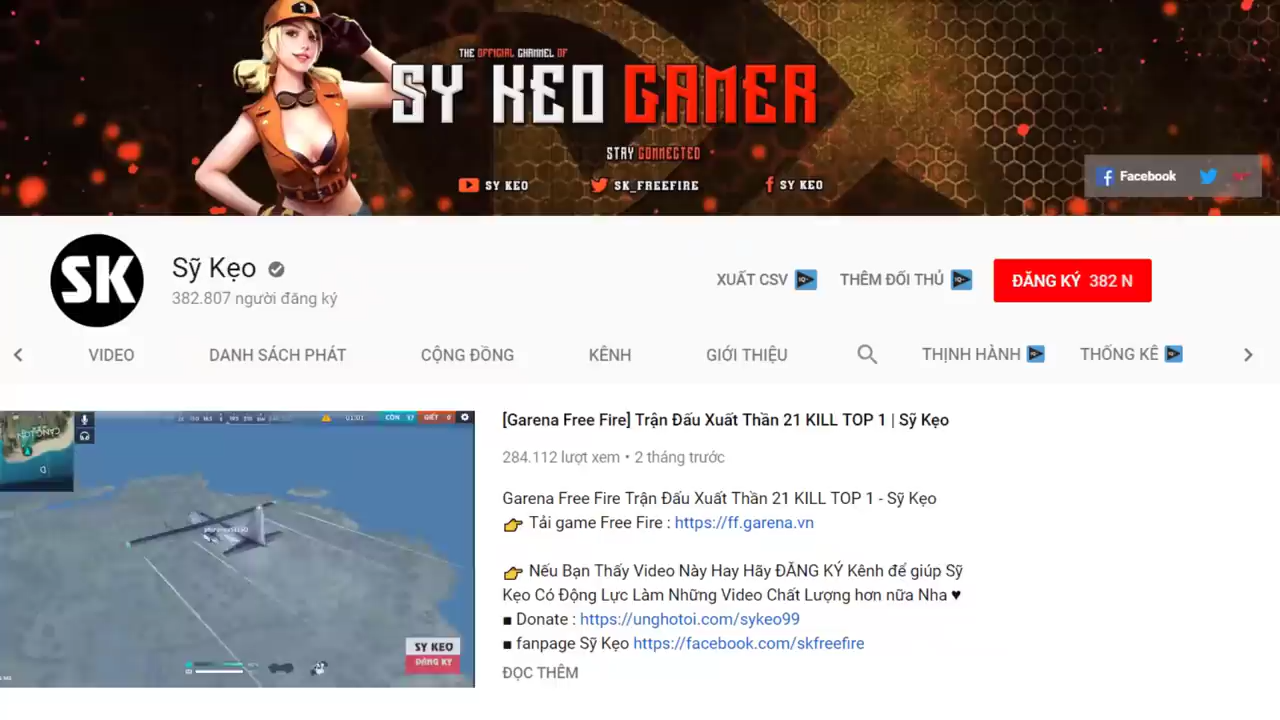 THE OFFICIAL CHANNEL OF
SY KEO GAMER
STAY CONNECTED
SY KEO
SK_FREEFIRE
SY KEO
Facebook
SK
Sỹ Kẹo
382.807 người đăng ký
XUẤT CSV
THÊM ĐỐI THỦ
ĐĂNG KÝ 382 N
VIDEO
DANH SÁCH PHÁT
CỘNG ĐỒNG
KÊNH
GIỚI THIỆU
THỊNH HÀNH
THỐNG KÊ
CÒN 37
GIẾT 0
01:01
SY KEO
ĐĂNG KÝ
[Garena Free Fire] Trận Đấu Xuất Thần 21 KILL TOP 1 | Sỹ Kẹo
284.112 lượt xem • 2 tháng trước
Garena Free Fire Trận Đấu Xuất Thần 21 KILL TOP 1 - Sỹ Kẹo
👉 Tải game Free Fire : https://ff.garena.vn
👉 Nếu Bạn Thấy Video Này Hay Hãy ĐĂNG KÝ Kênh để giúp Sỹ
Kẹo Có Động Lực Làm Những Video Chất Lượng hơn nữa Nha ♥
■ Donate : https://unghotoi.com/sykeo99
■ fanpage Sỹ Kẹo https://facebook.com/skfreefire
ĐỌC THÊM